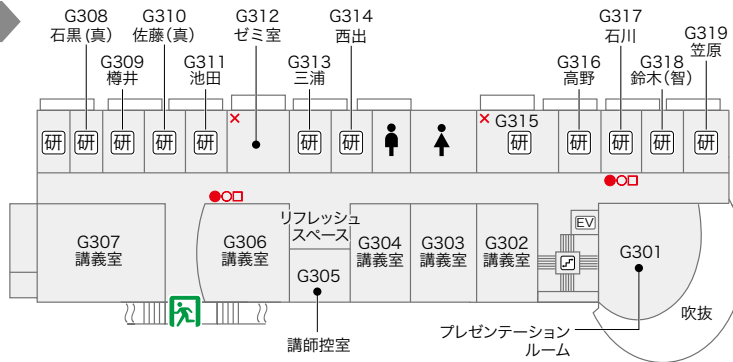 G308
石黒(真)
G310
佐藤(真)
G312
ゼミ室
G314
西出
G317
石川
G319
笠原
G309
樽井
G311
池田
G313
三浦
G316
高野
G318
鈴木(智)
研
研
研
研
研
研
研
G315
研
研
研
研
研
リフレッシュ
スペース
G307
講義室
G306
講義室
G305
G304
講義室
G303
講義室
G302
講義室
EV
G301
講師控室
プレゼンテーション
ルーム
吹抜